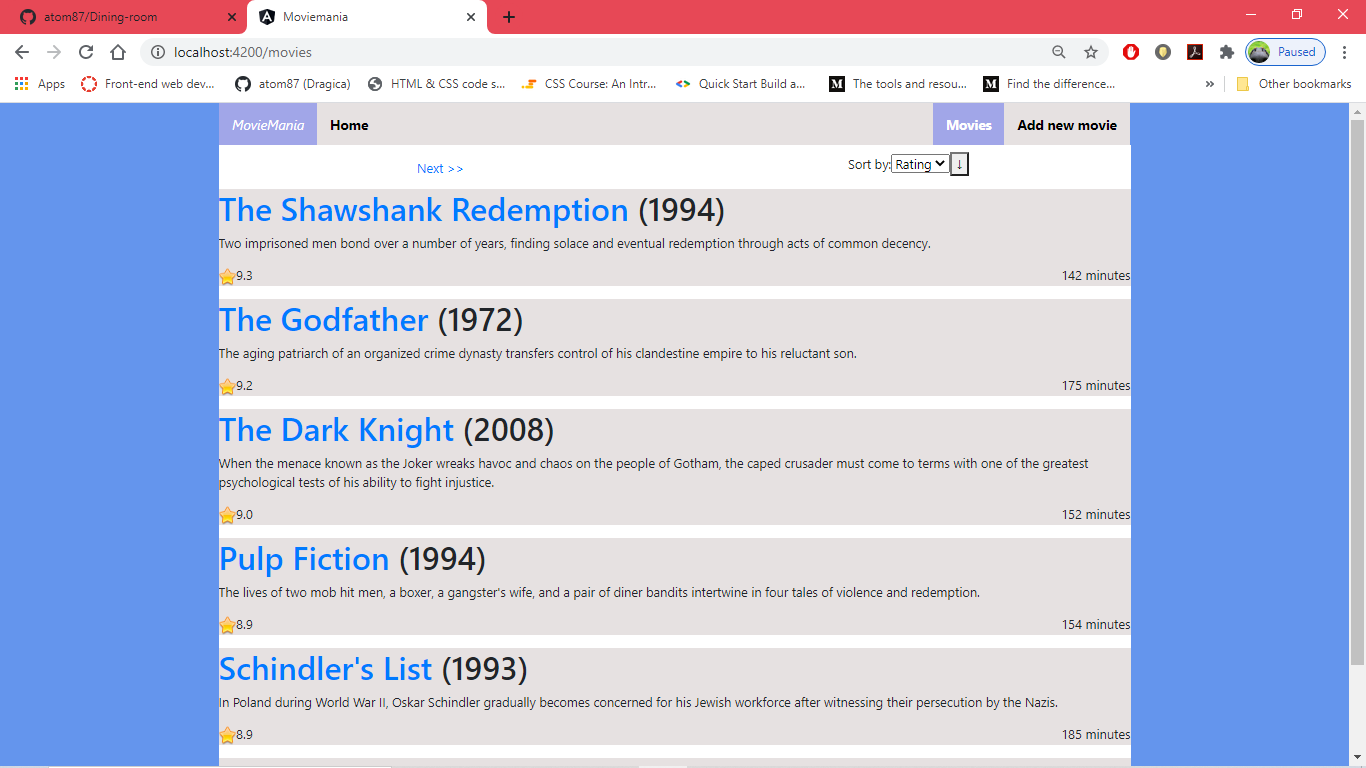 atom87/Dining-room
Moviemania
localhost:4200/movies
Paused
Apps
Front-end web dev...
atom87 (Dragica)
HTML & CSS code s...
CSS Course: An Intr...
Quick Start Build a...
The tools and resou...
Find the difference...
»
Other bookmarks
MovieMania
Home
Movies
Add new movie
Next >>
Sort by: Rating ↓
The Shawshank Redemption (1994)
Two imprisoned men bond over a number of years, finding solace and eventual redemption through acts of common decency.
9.3
142 minutes
The Godfather (1972)
The aging patriarch of an organized crime dynasty transfers control of his clandestine empire to his reluctant son.
9.2
175 minutes
The Dark Knight (2008)
When the menace known as the Joker wreaks havoc and chaos on the people of Gotham, the caped crusader must come to terms with one of the greatest
psychological tests of his ability to fight injustice.
9.0
152 minutes
Pulp Fiction (1994)
The lives of two mob hit men, a boxer, a gangster's wife, and a pair of diner bandits intertwine in four tales of violence and redemption.
8.9
154 minutes
Schindler's List (1993)
In Poland during World War II, Oskar Schindler gradually becomes concerned for his Jewish workforce after witnessing their persecution by the Nazis.
8.9
185 minutes